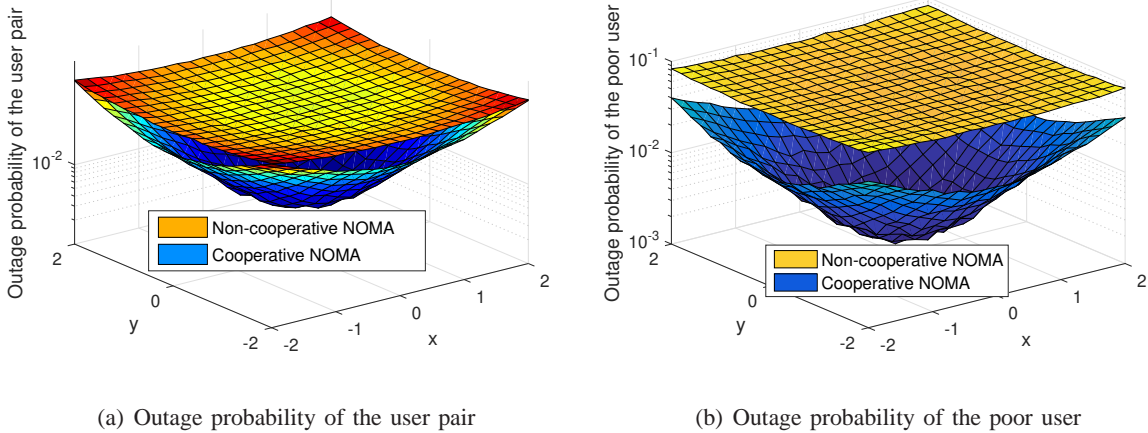 Outage probability of the user pair
10^-2
2
0
-2
y
-2
-1
0
1
2
x
Non-cooperative NOMA
Cooperative NOMA
(a) Outage probability of the user pair
Outage probability of the poor user
10^-1
10^-2
10^-3
2
0
-2
y
-2
-1
0
1
2
x
Non-cooperative NOMA
Cooperative NOMA
(b) Outage probability of the poor user